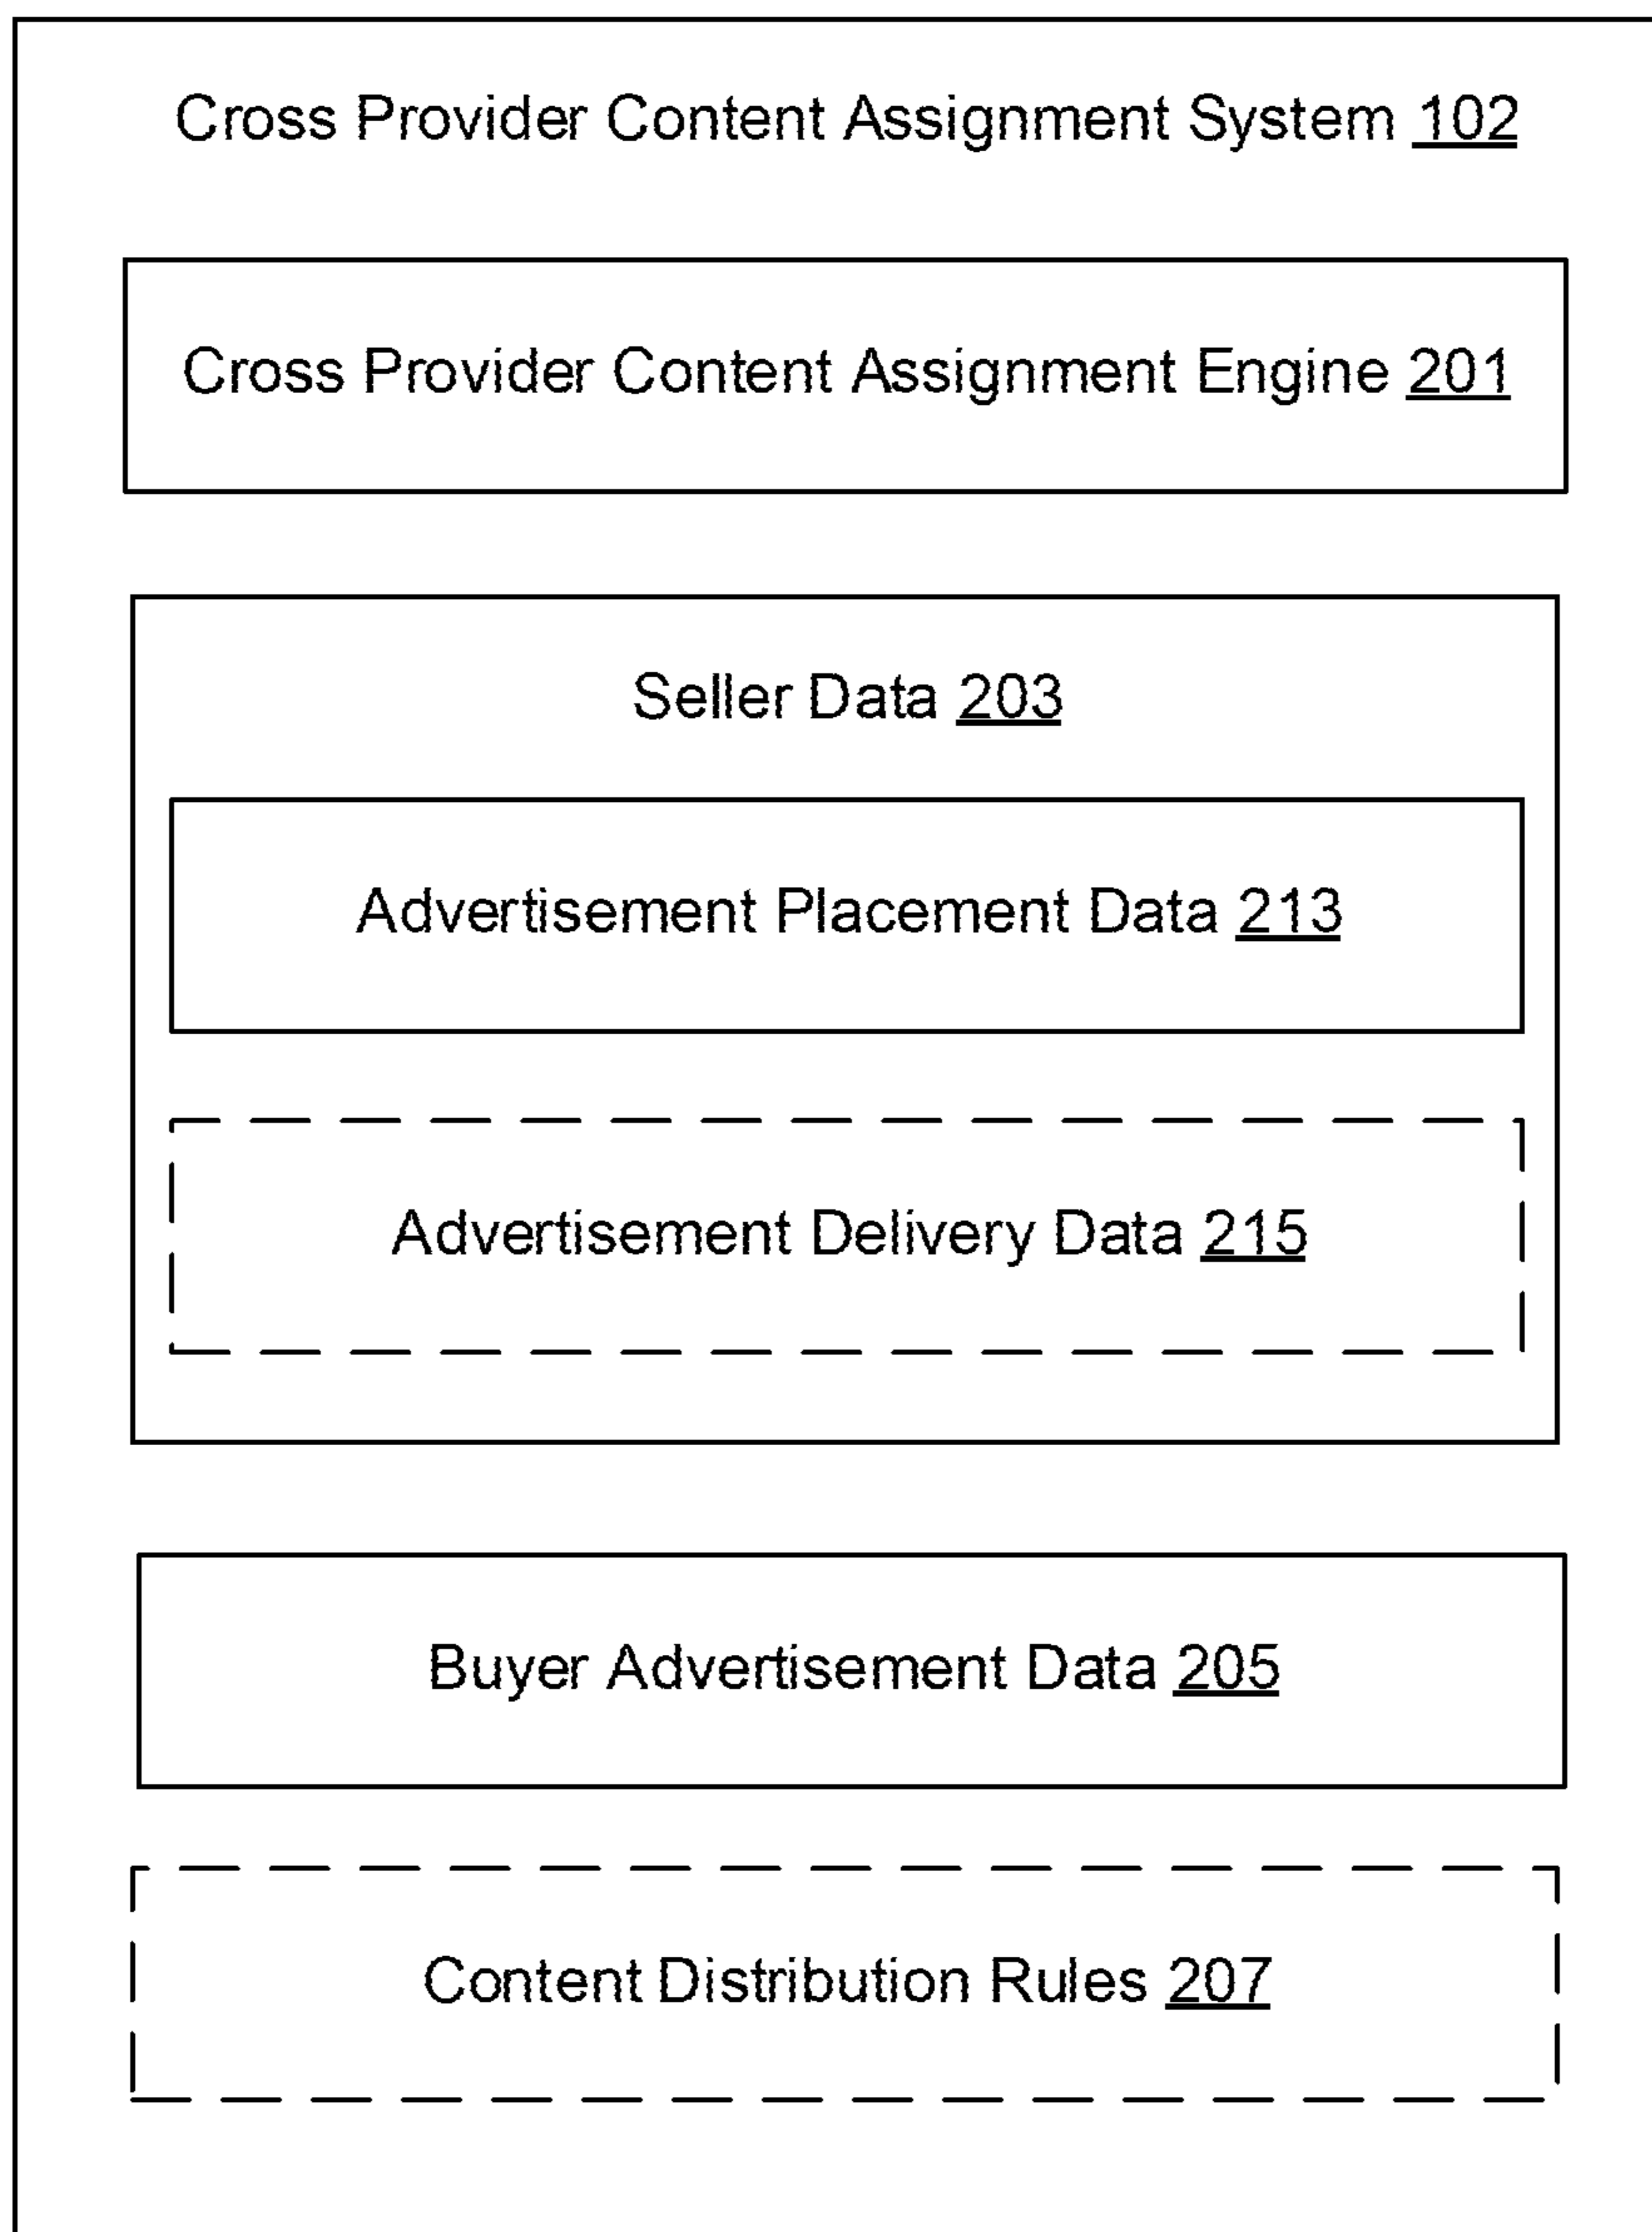 Cross Provider Content Assignment System 102
Cross Provider Content Assignment Engine 201
Seller Data 203
Advertisement Placement Data 213
Advertisement Delivery Data 215
Buyer Advertisement Data 205
Content Distribution Rules 207